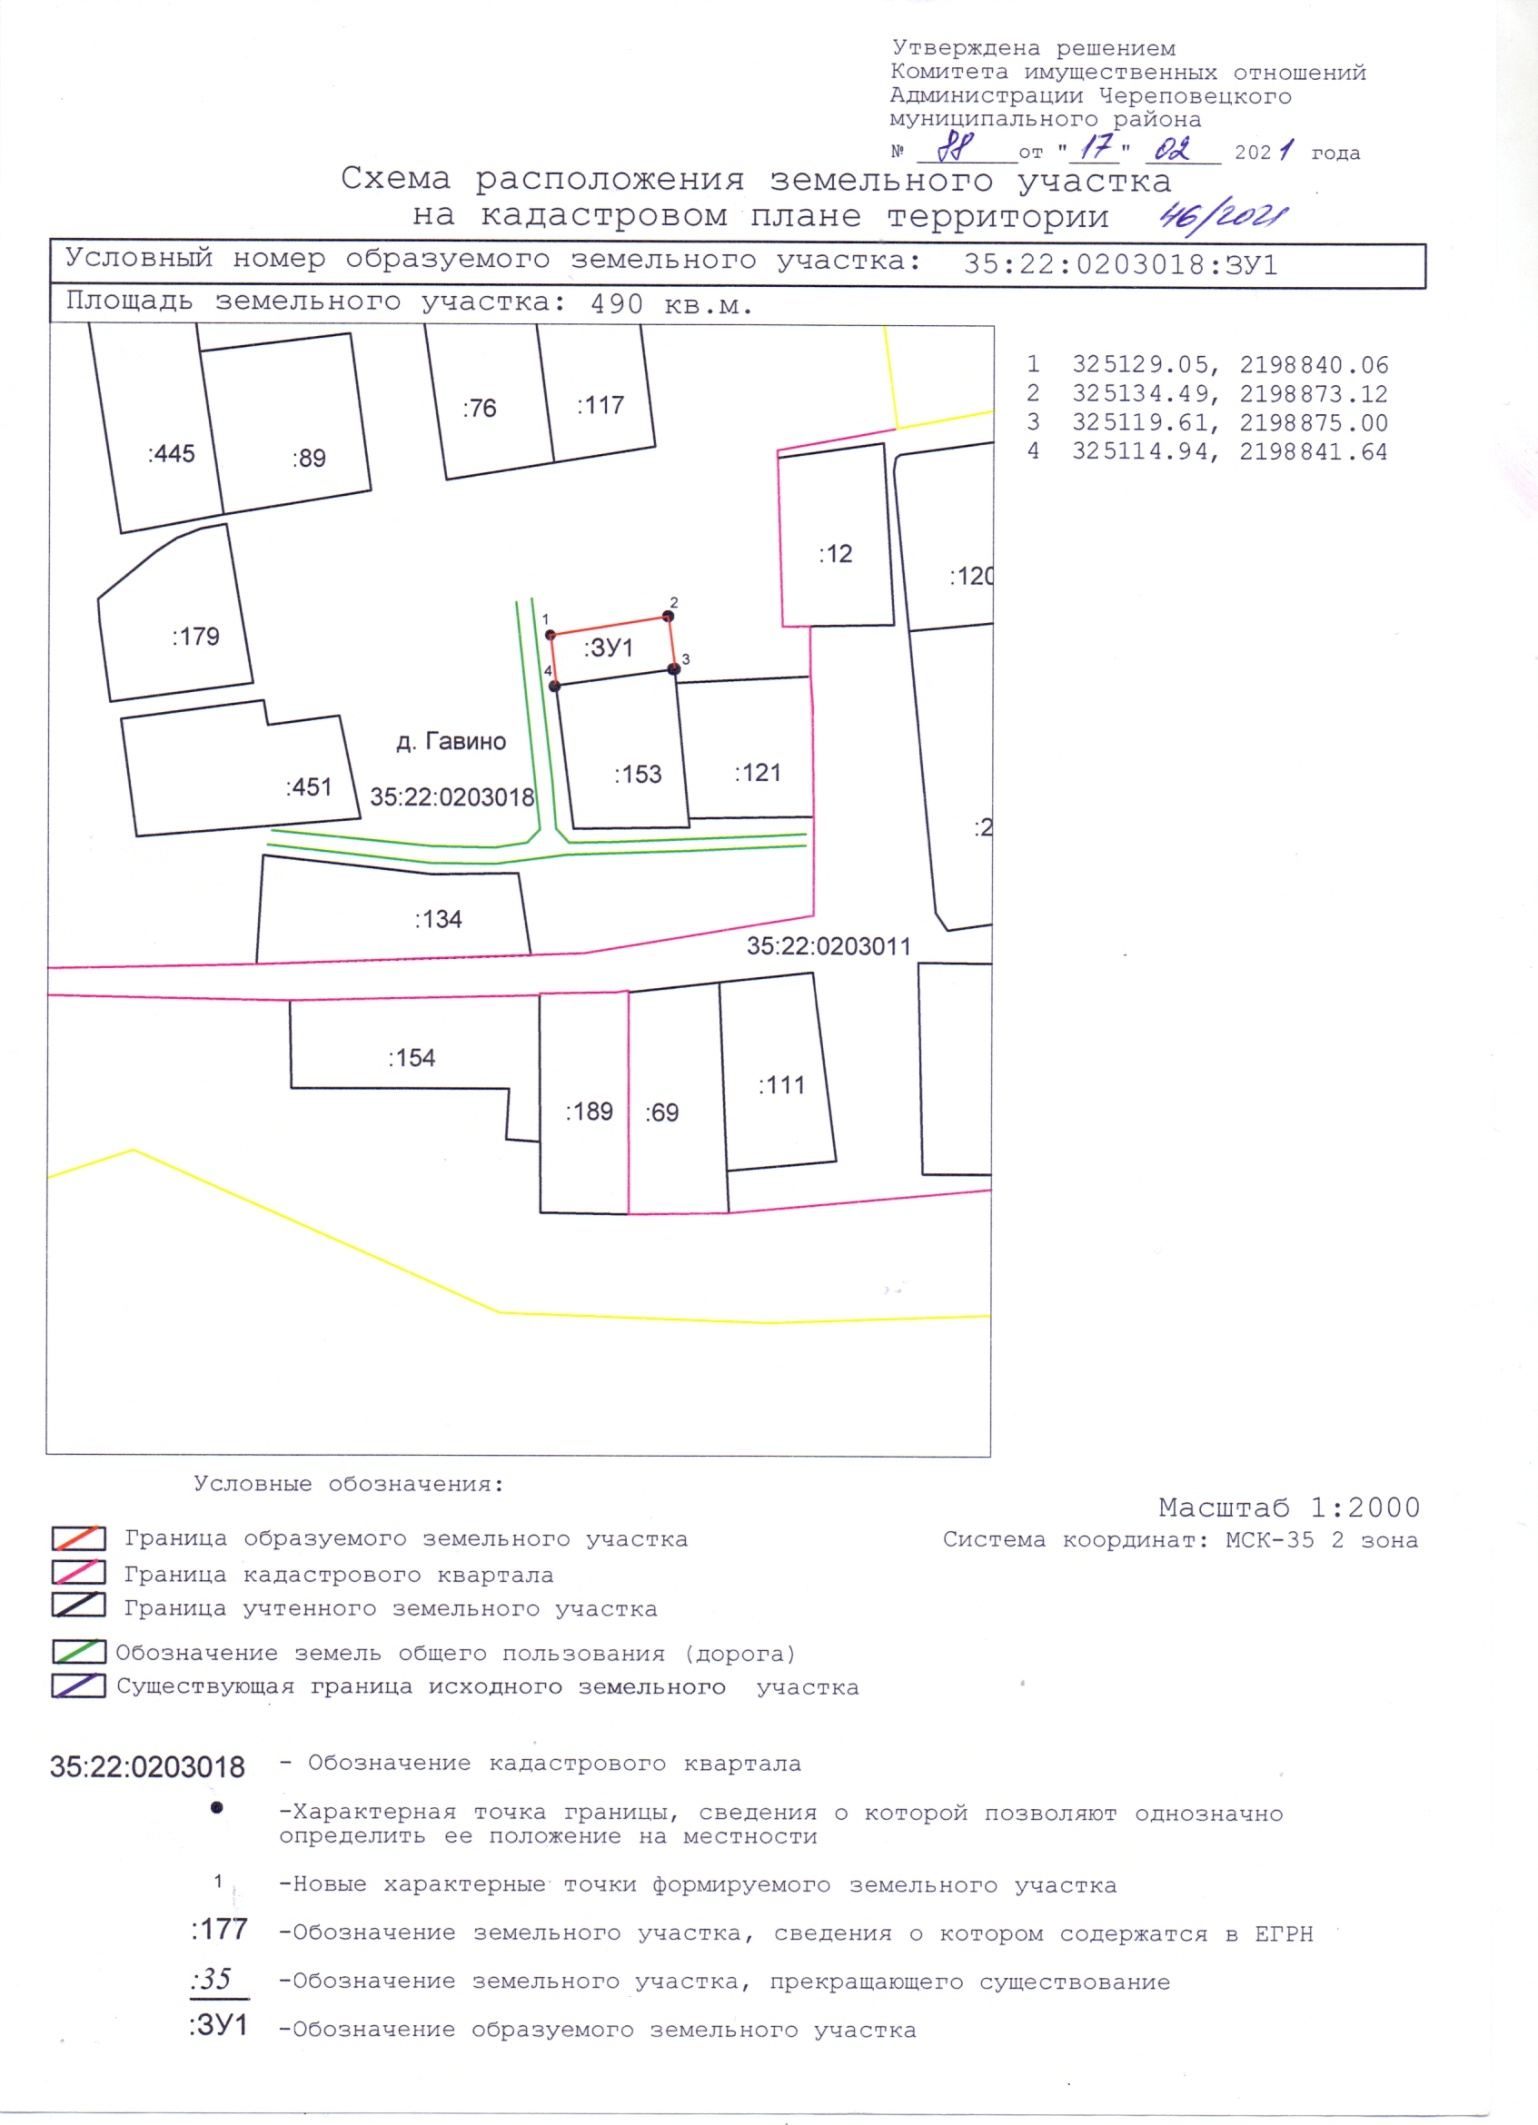 Утверждена решением
Комитета имущественных отношений
Администрации Череповецкого
муниципального района
№ 88 от "17" 02 2021 года
Схема расположения земельного участка
на кадастровом плане территории 46/2021
Условный номер образуемого земельного участка: 35:22:0203018:ЗУ1
Площадь земельного участка: 490 кв.м.
1 325129.05, 2198840.06
2 325134.49, 2198873.12
3 325119.61, 2198875.00
4 325114.94, 2198841.64
:76
:117
:445
:89
:12
:120
1
2
:179
:ЗУ1
3
4
д. Гавино
:451
:153
:121
35:22:0203018
:2
:134
35:22:0203011
:154
:189
:69
:111
Условные обозначения:
Масштаб 1:2000
Система координат: МСК-35 2 зона
Граница образуемого земельного участка
Граница кадастрового квартала
Граница учтенного земельного участка
Обозначение земель общего пользования (дорога)
Существующая граница исходного земельного участка
35:22:0203018 - Обозначение кадастрового квартала
-Характерная точка границы, сведения о которой позволяют однозначно
определить ее положение на местности
1 -Новые характерные точки формируемого земельного участка
:177 -Обозначение земельного участка, сведения о котором содержатся в ЕГРН
:35 -Обозначение земельного участка, прекращающего существование
:ЗУ1 -Обозначение образуемого земельного участка